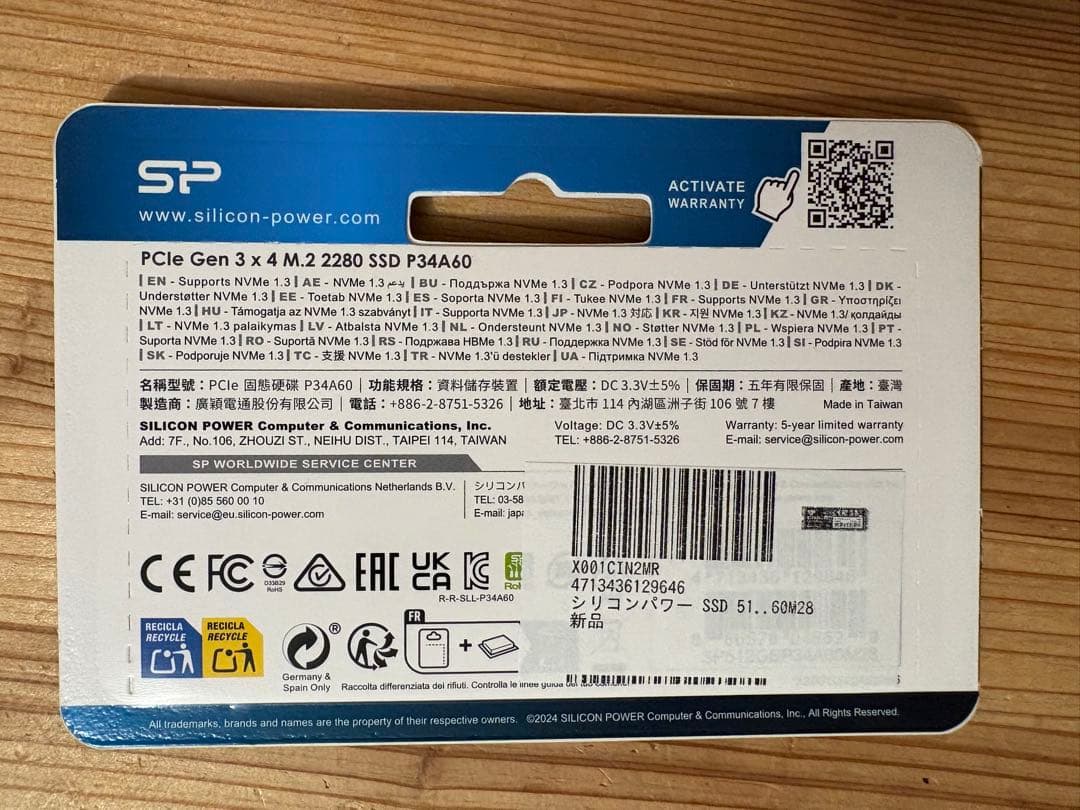 SP
www.silicon-power.com
ACTIVATE
WARRANTY
PCIe Gen 3 x 4 M.2 2280 SSD P34A60
| EN - Supports NVMe 1.3 | AE - NVMe 1.3 يدعم | BU - Поддържа NVMe 1.3 | CZ - Podpora NVMe 1.3 | DE - Unterstützt NVMe 1.3 | DK -
Understøtter NVMe 1.3 | EE - Toetab NVMe 1.3 | ES - Soporta NVMe 1.3 | FI - Tukee NVMe 1.3 | FR - Supports NVMe 1.3 | GR - Υποστηρίζει
NVMe 1.3 | HU - Támogatja az NVMe 1.3 szabványt | IT - Supporta NVMe 1.3 | JP - NVMe 1.3 対応 | KR - 지원 NVMe 1.3 | KZ - NVMe 1.3/ қолдайды
| LT - NVMe 1.3 palaikymas | LV - Atbalsta NVMe 1.3 | NL - Ondersteunt NVMe 1.3 | NO - Støtter NVMe 1.3 | PL - Wspiera NVMe 1.3 | PT -
Suporta NVMe 1.3 | RO - Suportă NVMe 1.3 | RS - Подржава НВМе 1.3 | RU - Поддержка NVMe 1.3 | SE - Stöd för NVMe 1.3 | SI - Podpira NVMe 1.3
| SK - Podporuje NVMe 1.3 | TC - 支援 NVMe 1.3 | TR - NVMe 1.3'ü destekler | UA - Підтримка NVMe 1.3
名稱型號：PCIe 固態硬碟 P34A60 | 功能規格：資料儲存裝置 | 額定電壓：DC 3.3V±5% | 保固期：五年有限保固 | 產地：臺灣
製造商：廣穎電通股份有限公司 | 電話：+886-2-8751-5326 | 地址：臺北市 114 內湖區洲子街 106 號 7 樓 Made in Taiwan
SILICON POWER Computer & Communications, Inc. Voltage: DC 3.3V±5% Warranty: 5-year limited warranty
Add: 7F., No.106, ZHOUZI ST., NEIHU DIST., TAIPEI 114, TAIWAN TEL: +886-2-8751-5326 E-mail: service@silicon-power.com
SP WORLDWIDE SERVICE CENTER
SILICON POWER Computer & Communications Netherlands B.V.
TEL: +31 (0)85 560 00 10
E-mail: service@eu.silicon-power.com
シリコンパ
TEL: 03-58
E-mail: japa
X001CIN2MR
4713436129646
シリコンパワー SSD 51..60M28
新品
CE FC D33B29 RoHS EAC UK CA
R-R-SLL-P34A60
RECICLA
RECYCLE
RECICLA
RECYCLE
®
Germany &
Spain Only
FR
+
Raccolta differenziata dei rifiuti. Controlla le linee guida del tuo comune.
All trademarks, brands and names are the property of their respective owners. ©2024 SILICON POWER Computer & Communications, Inc., All Rights Reserved.